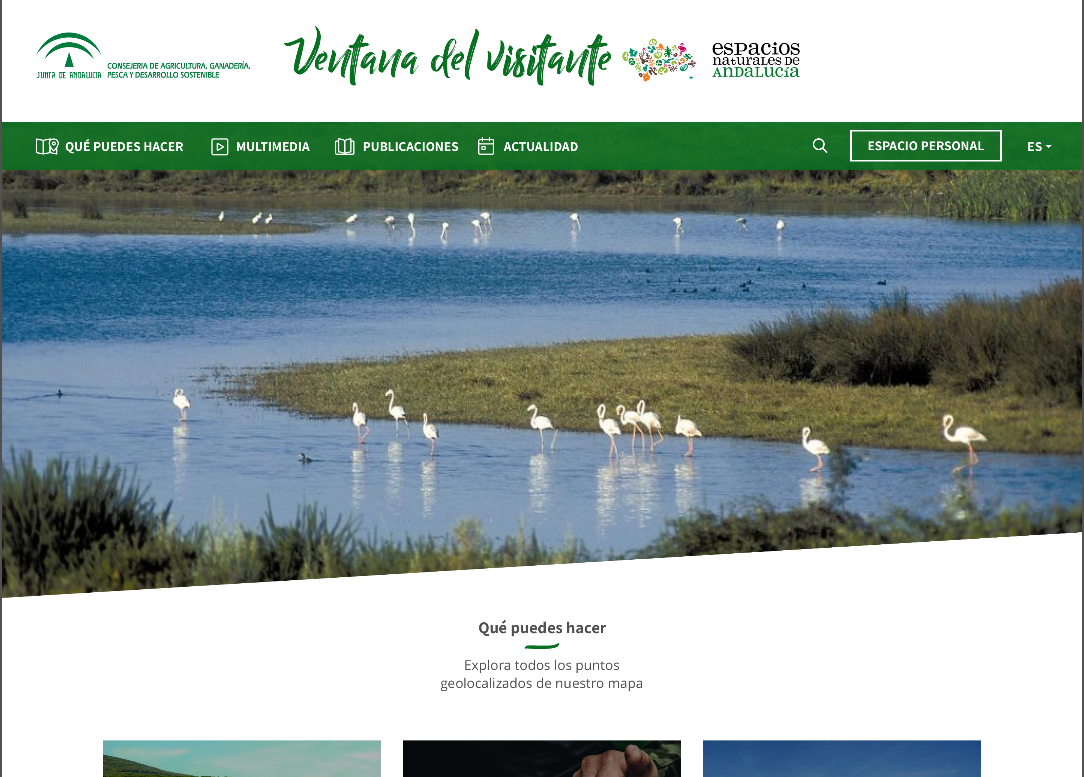 JUNTA DE ANDALUCIA
CONSEJERIA DE AGRICULTURA, GANADERÍA,
PESCA Y DESARROLLO SOSTENIBLE
Ventana del visitante
espacios
naturales DE
ANDALUCÍA
QUÉ PUEDES HACER
MULTIMEDIA
PUBLICACIONES
ACTUALIDAD
ESPACIO PERSONAL
ES
Qué puedes hacer
Explora todos los puntos
geolocalizados de nuestro mapa